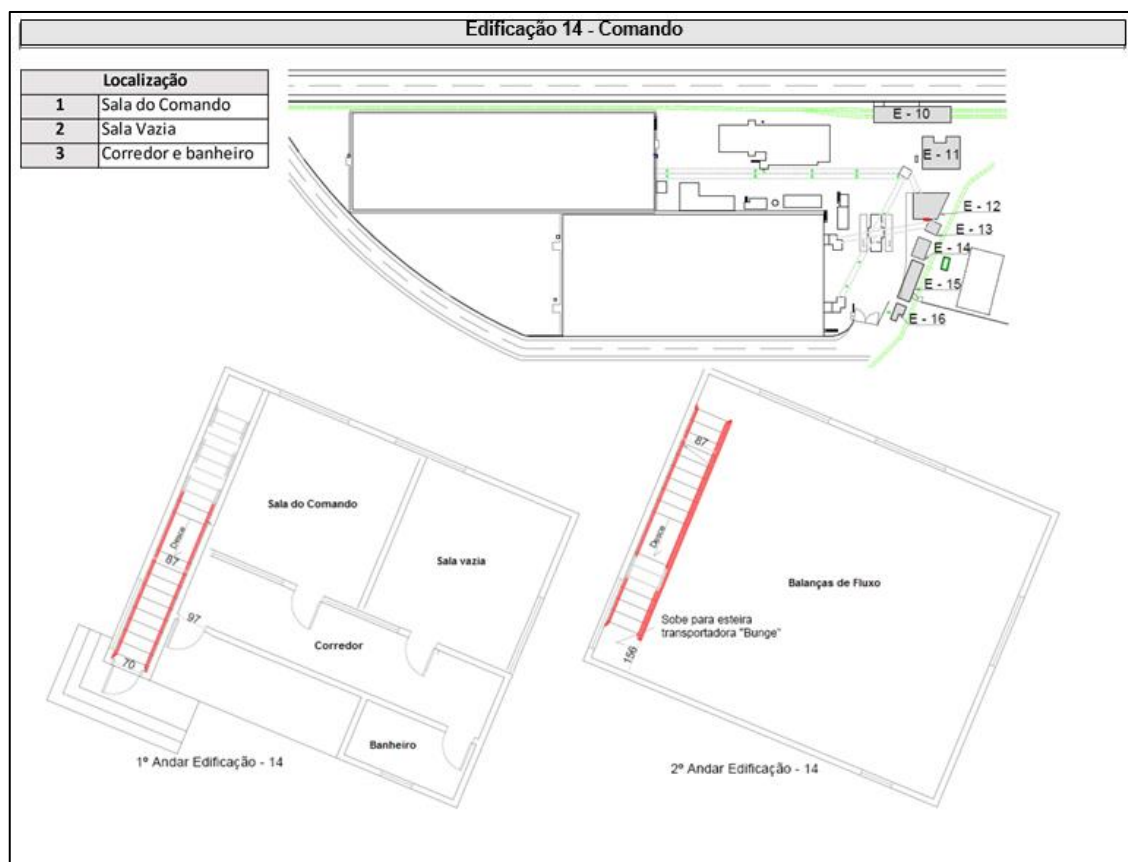 Edificação 14 - Comando
Localização
1 Sala do Comando
2 Sala Vazia
3 Corredor e banheiro
E - 10
E - 11
E - 12
E - 13
E - 14
E - 15
E - 16
Sala do Comando
Sala vazia
Desce
87
97
70
Corredor
Banheiro
1º Andar Edificação - 14
87
Desce
Balanças de Fluxo
Sobe para esteira
transportadora "Bunge"
156
2º Andar Edificação - 14